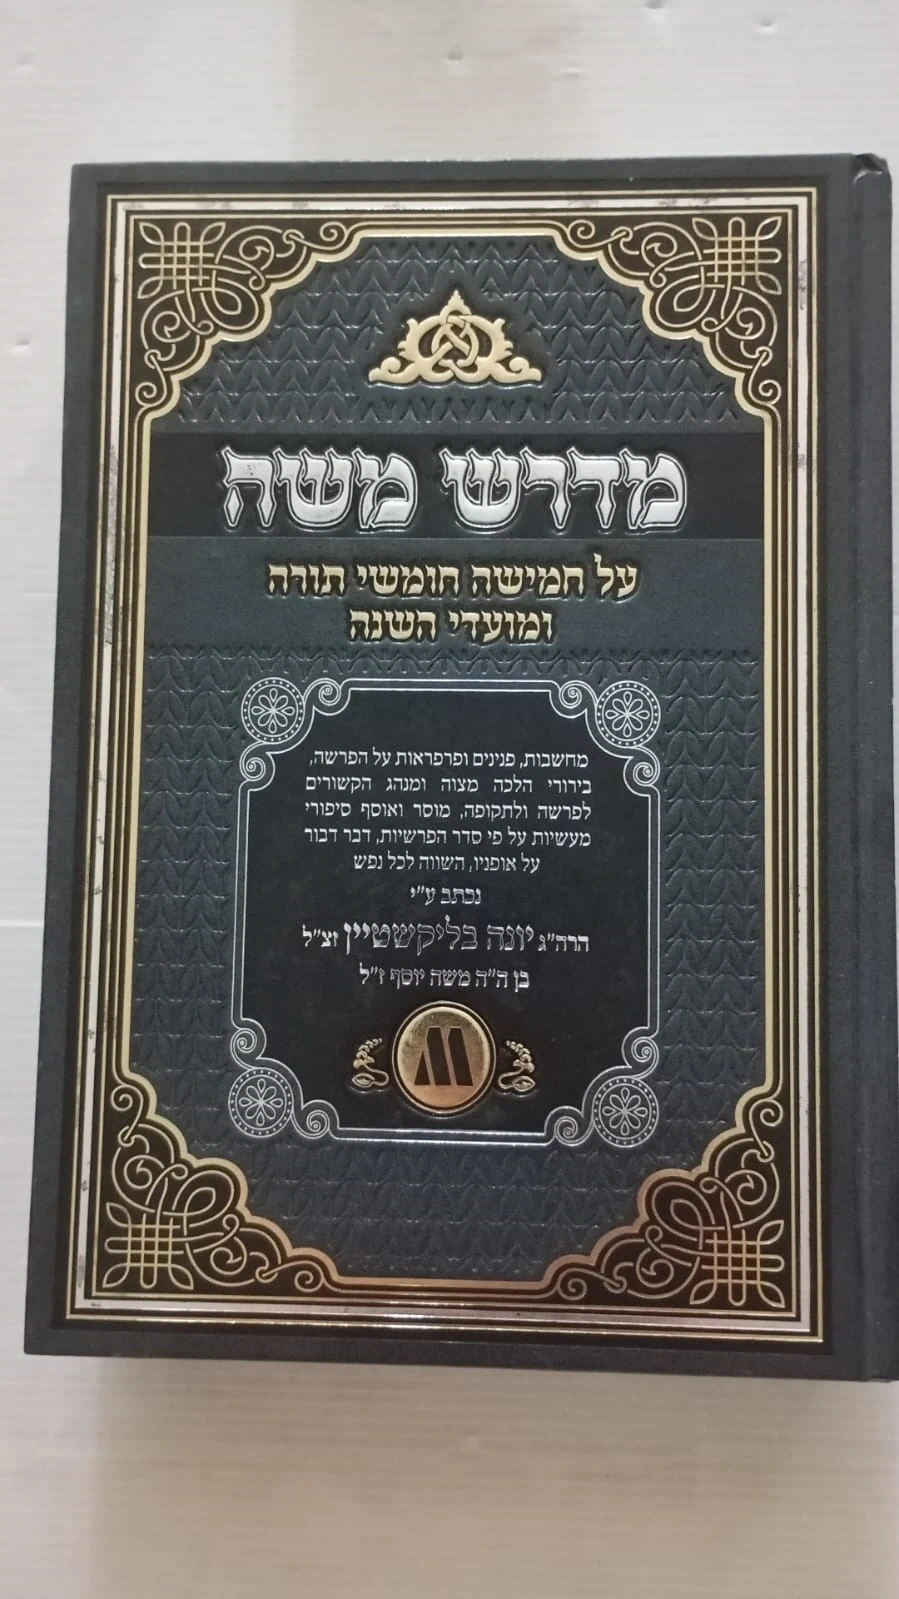 מדרש משה
על חמישה חומשי תורה
ומועדי השנה
מחשבות, פנינים ופרפראות על הפרשה,
בירורי הלכה מצוה ומנהג הקשורים
לפרשה ולתקופה, מוסר ואוסף סיפורי
מעשיות על פי סדר הפרשיות, דבר דבור
על אופניו, השווה לכל נפש
נכתב ע"י
הרה"ג יונה בליקשטיין זצ"ל
בן ה"ה משה יוסף ז"ל